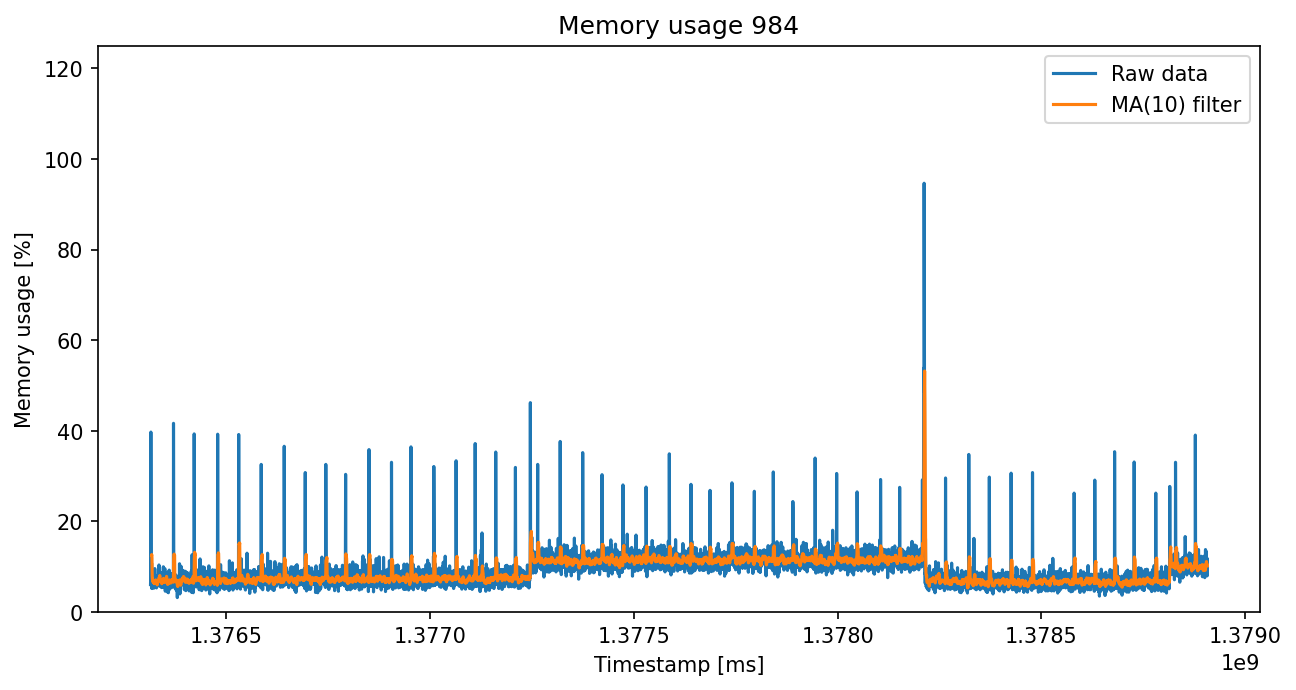 Memory usage 984
Raw data
MA(10) filter
Memory usage [%]
120
100
80
60
40
20
0
1.3765 1.3770 1.3775 1.3780 1.3785 1.3790
1e9
Timestamp [ms]